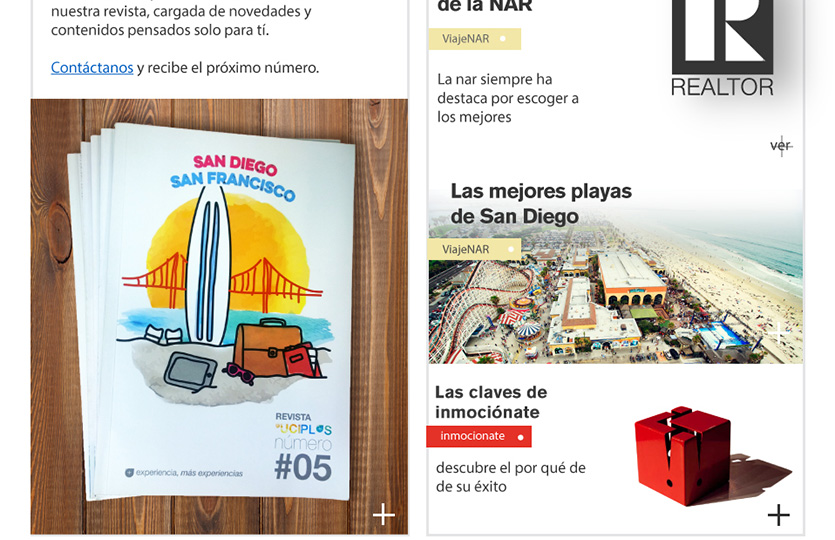 nuestra revista, cargada de novedades y
contenidos pensados solo para tí.
Contáctanos y recibe el próximo número.
SAN DIEGO
SAN FRANCISCO
REVISTA
UCIPLUS
número
#05
experiencia, más experiencias
de la NAR
ViajeNAR
La nar siempre ha
destaca por escoger a
los mejores
REALTOR
ver
Las mejores playas
de San Diego
ViajeNAR
Las claves de
inmociónate
inmocionate
descubre el por qué de
de su éxito